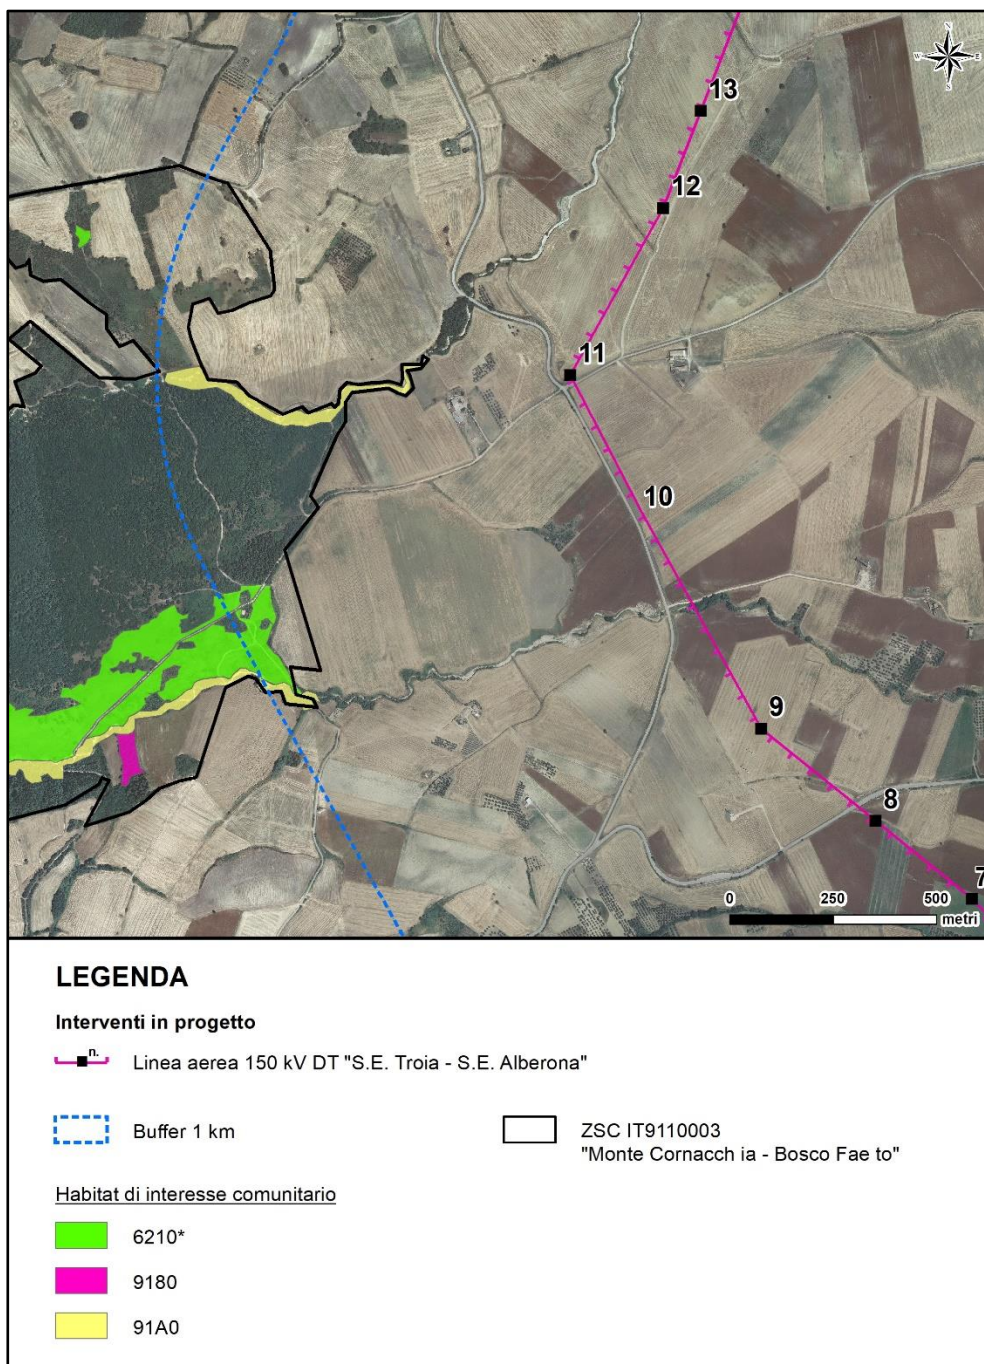 N
W E
S
13
12
11
10
9
8
7
0 250 500
metri
LEGENDA
Interventi in progetto
n.
Linea aerea 150 kV DT "S.E. Troia - S.E. Alberona"
Buffer 1 km
ZSC IT9110003
"Monte Cornacch ia - Bosco Fae to"
Habitat di interesse comunitario
6210*
9180
91A0